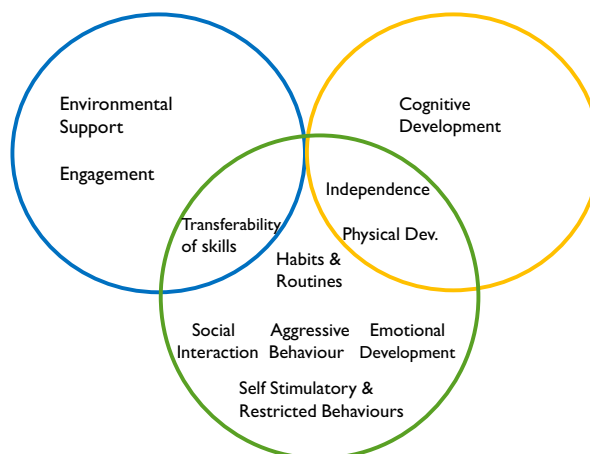 Environmental
Support
Engagement
Cognitive
Development
Independence
Physical Dev.
Transferability
of skills
Habits &
Routines
Social
Interaction
Aggressive
Behaviour
Emotional
Development
Self Stimulatory &
Restricted Behaviours